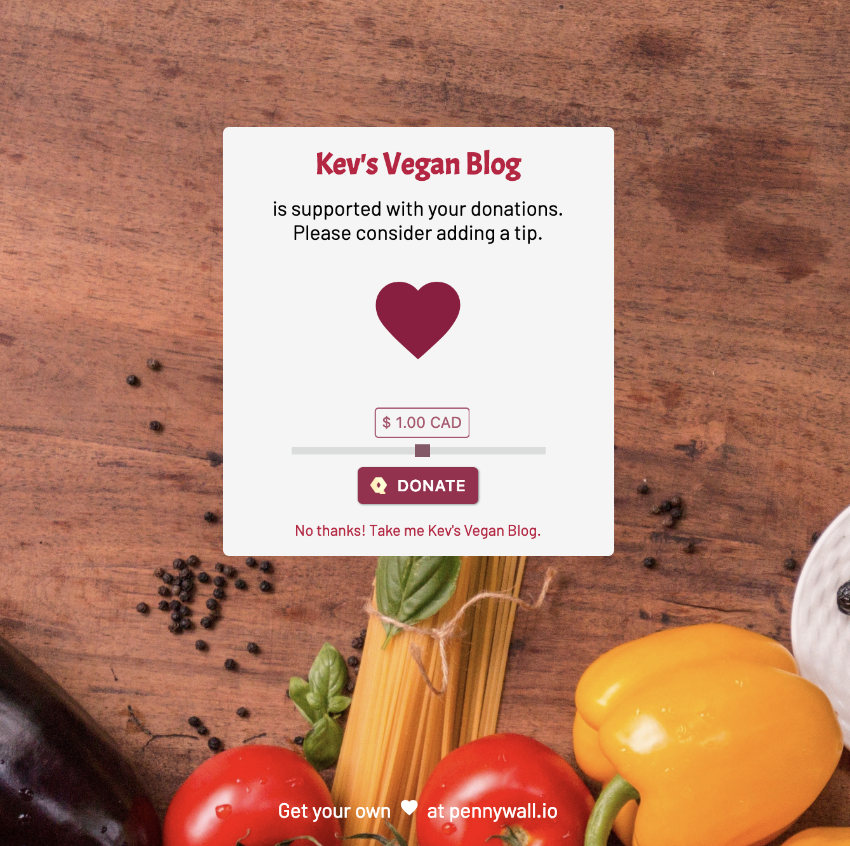 Kev's Vegan Blog
is supported with your donations.
Please consider adding a tip.
$ 1.00 CAD
DONATE
No thanks! Take me Kev's Vegan Blog.
Get your own at pennywall.io